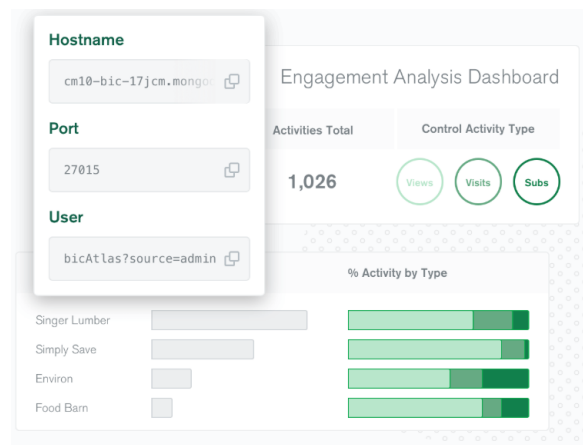 Hostname
cm10-bic-17jcm.mongo
Port
27015
User
bicAtlas?source=admin
Engagement Analysis Dashboard
Activities Total
Control Activity Type
1,026
Views
Visits
Subs
% Activity by Type
Singer Lumber
Simply Save
Environ
Food Barn